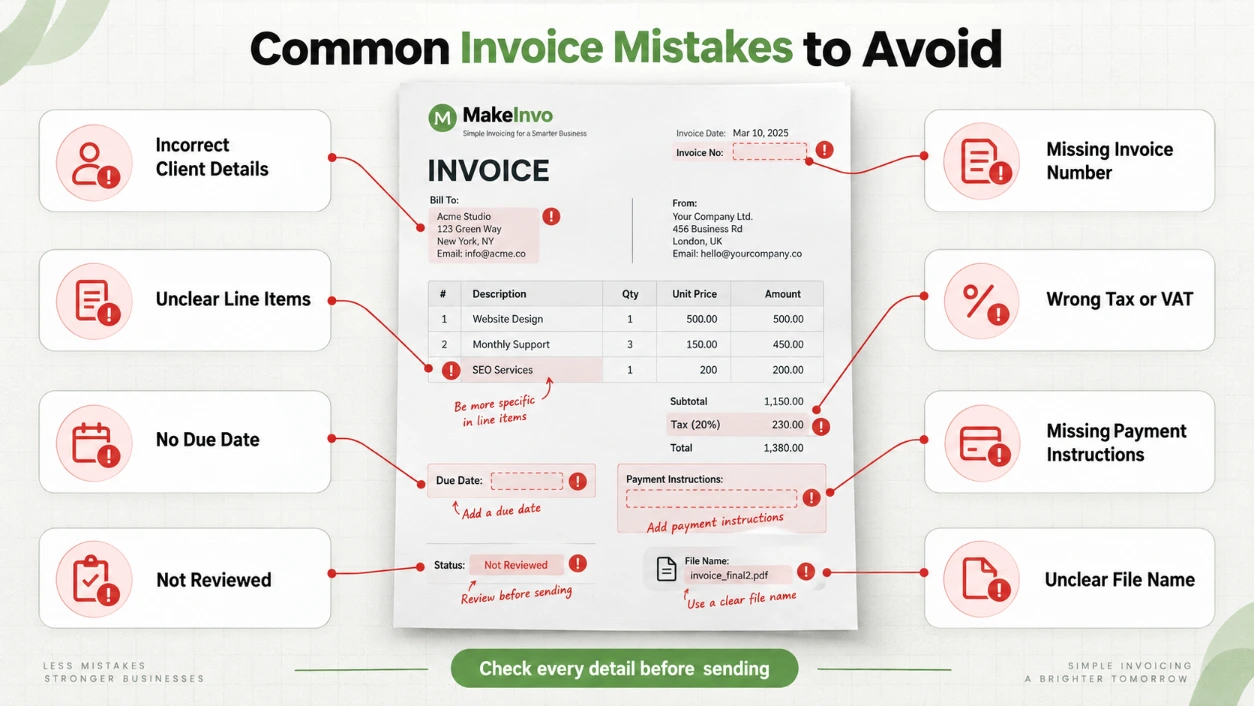 Common Invoice Mistakes to Avoid
Incorrect
Client Details
Unclear Line Items
No Due Date
Not Reviewed
M MakeInvo
Simple Invoicing for a Smarter Business
Invoice Date: Mar 10, 2025
Invoice No:
INVOICE
Bill To:
Acme Studio
123 Green Way
New York, NY
Email: info@acme.co
From:
Your Company Ltd.
456 Business Rd
London, UK
Email: hello@yourcompany.co
# Description Qty Unit Price Amount
1 Website Design 1 500.00 500.00
2 Monthly Support 3 150.00 450.00
SEO Services 1 200 200.00
Be more specific
in line items
Subtotal 1,150.00
Tax (20%) 230.00
Total 1,380.00
Due Date:
Add a due date
Payment Instructions:
Add payment instructions
Status: Not Reviewed
Review before sending
File Name:
invoice_final2.pdf
Use a clear file name
Missing Invoice
Number
Wrong Tax or VAT
Missing Payment
Instructions
Unclear File Name
LESS MISTAKES
STRONGER BUSINESSES
Check every detail before sending
SIMPLE INVOICING
A BRIGHTER TOMORROW